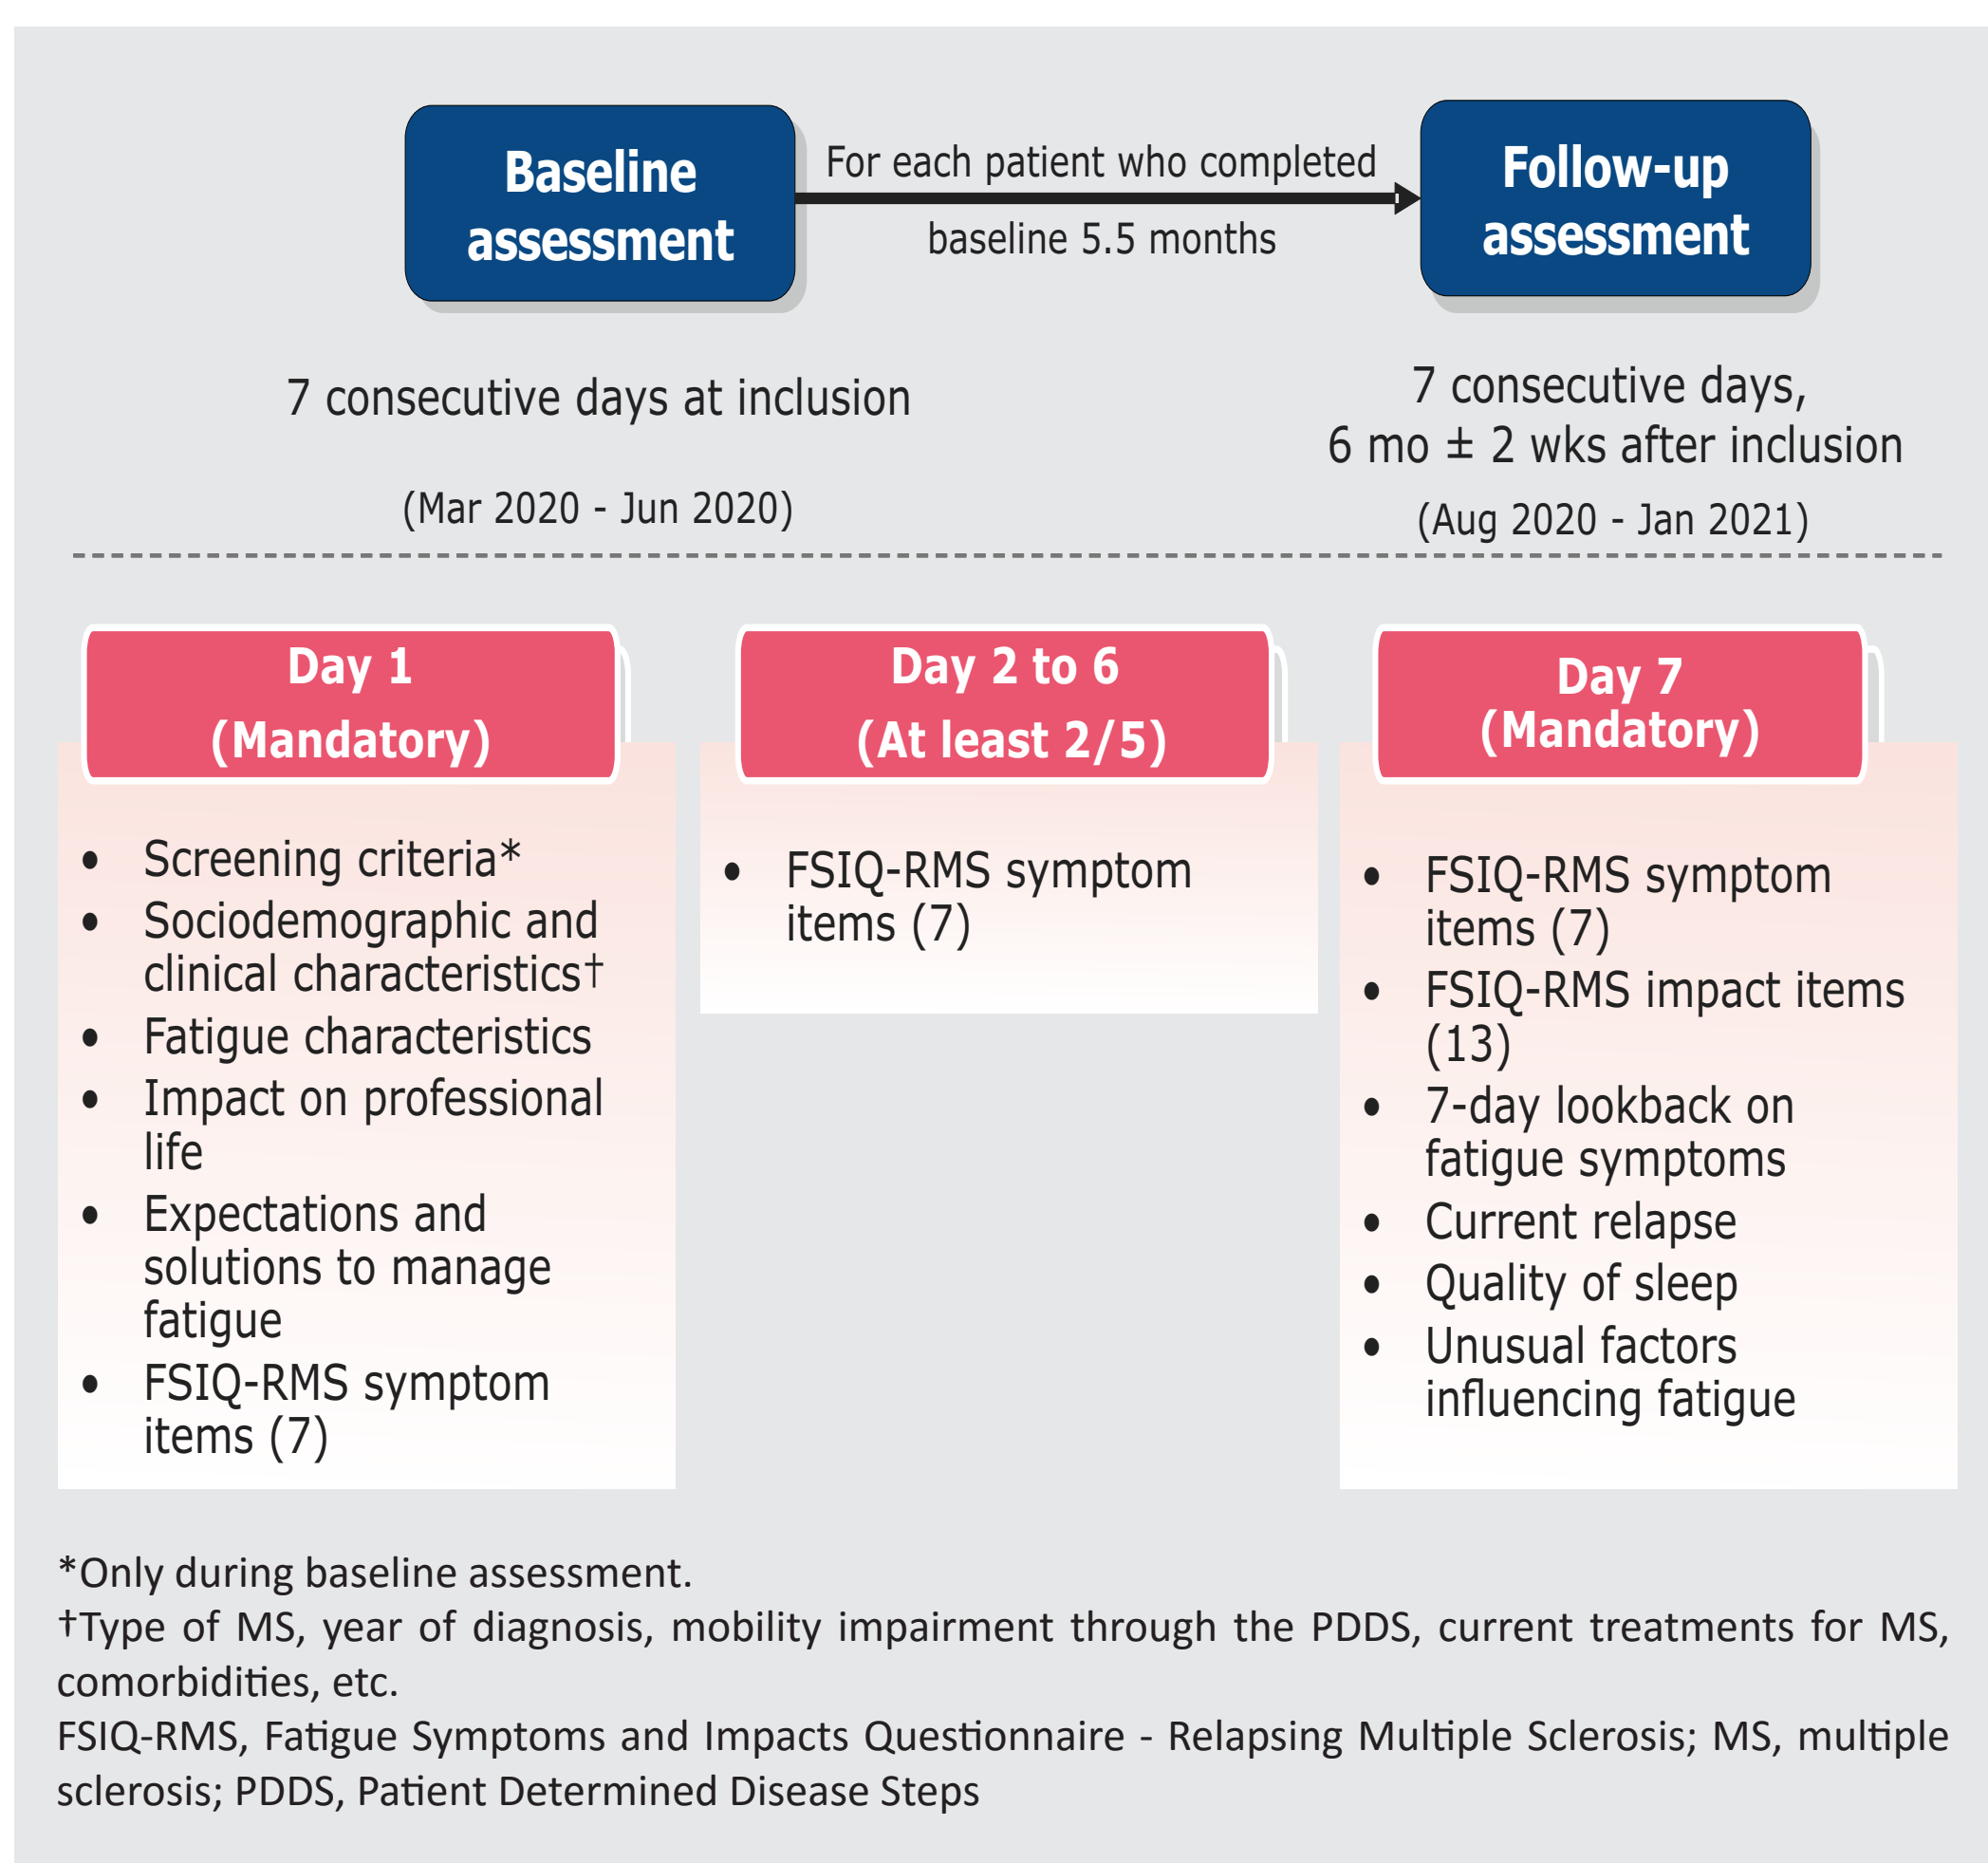 Baseline
assessment
For each patient who completed
baseline 5.5 months
Follow-up
assessment
7 consecutive days at inclusion
(Mar 2020 - Jun 2020)
7 consecutive days,
6 mo ± 2 wks after inclusion
(Aug 2020 - Jan 2021)
Day 1
(Mandatory)
• Screening criteria*
• Sociodemographic and
clinical characteristics†
• Fatigue characteristics
• Impact on professional
life
• Expectations and
solutions to manage
fatigue
• FSIQ-RMS symptom
items (7)
Day 2 to 6
(At least 2/5)
• FSIQ-RMS symptom
items (7)
Day 7
(Mandatory)
• FSIQ-RMS symptom
items (7)
• FSIQ-RMS impact items
(13)
• 7-day lookback on
fatigue symptoms
• Current relapse
• Quality of sleep
• Unusual factors
influencing fatigue
*Only during baseline assessment.
†Type of MS, year of diagnosis, mobility impairment through the PDDS, current treatments for MS,
comorbidities, etc.
FSIQ-RMS, Fatigue Symptoms and Impacts Questionnaire - Relapsing Multiple Sclerosis; MS, multiple
sclerosis; PDDS, Patient Determined Disease Steps